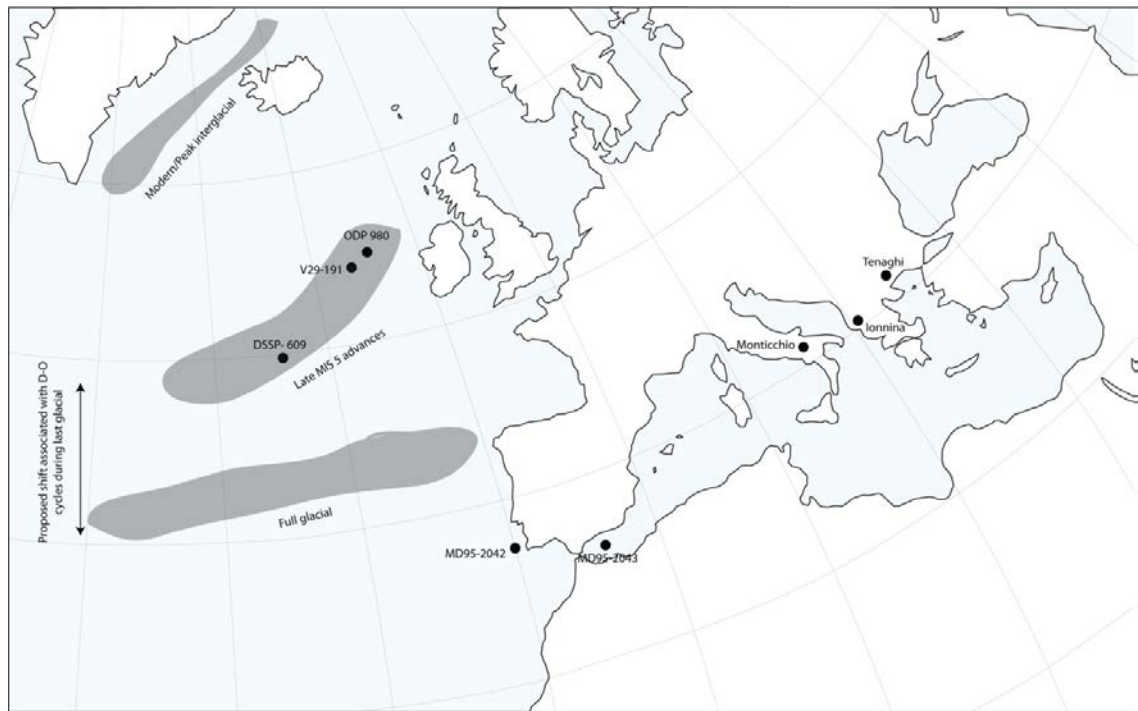 Modern/Peak interglacial
ODP 980
V29-191
Tenaghi
Ionnina
Monticchio
DSSP- 609
Late MIS 5 advances
Proposed shift associated with D-O
cycles during last glacial
Full glacial
MD95-2042
MD95-2043